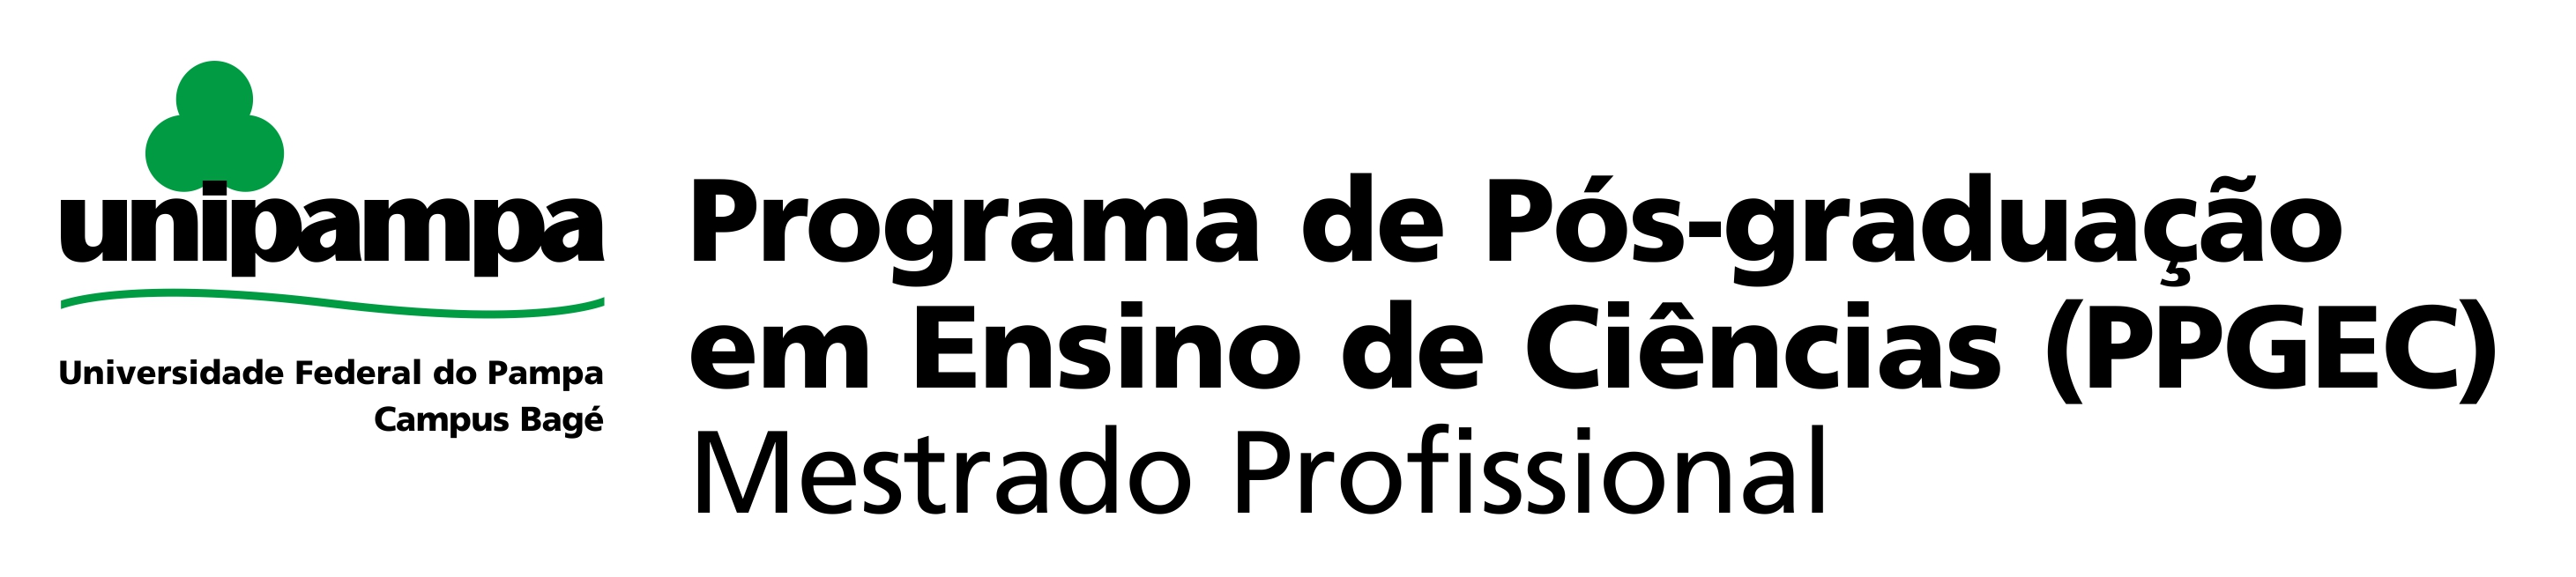 unipampa
Universidade Federal do Pampa
Campus Bagé
Programa de Pós-graduação
em Ensino de Ciências (PPGEC)
Mestrado Profissional